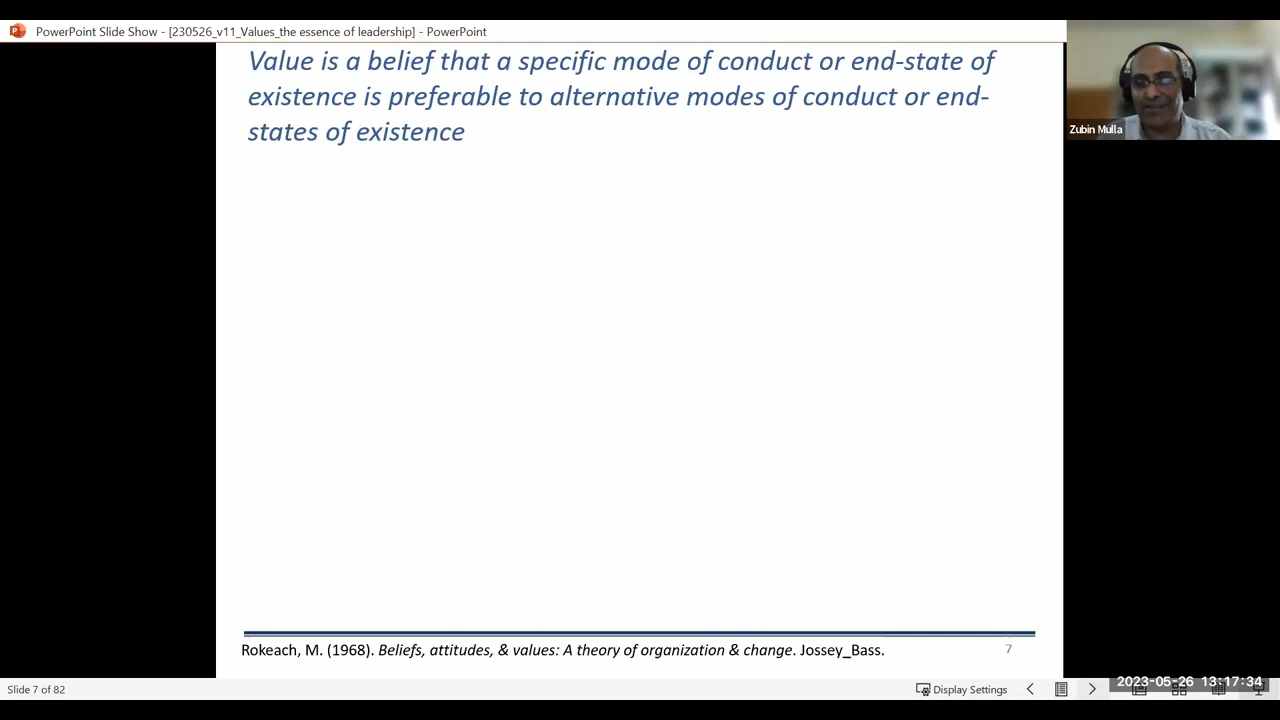 PowerPoint Slide Show - [230526_v11_Values_the essence of leadership] - PowerPoint
Value is a belief that a specific mode of conduct or end-state of
existence is preferable to alternative modes of conduct or end-
states of existence
Zubin Mulla
Rokeach, M. (1968). Beliefs, attitudes, & values: A theory of organization & change. Jossey_Bass.
7
Slide 7 of 82
Display Settings
2023-05-26 13:17:34